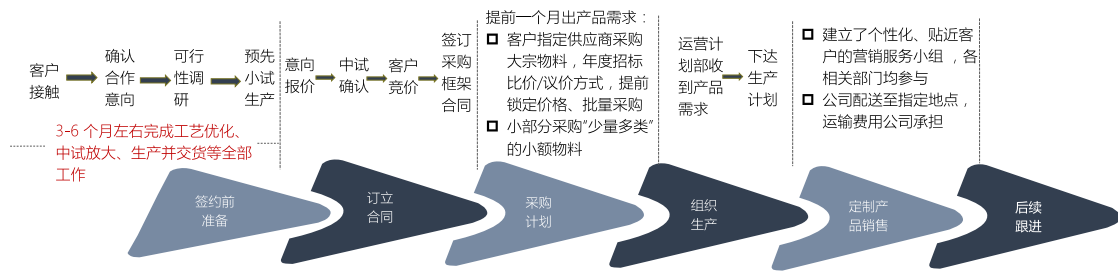 客户
接触
确认
合作
意向
可行
性调
研
预先
小试
生产
3-6 个月左右完成工艺优化、
中试放大、生产并交货等全部
工作
意向
报价
中试
确认
客户
竞价
签订
采购
框架
合同
提前一个月出产品需求：
客户指定供应商采购
大宗物料，年度招标
比价/议价方式，提前
锁定价格、批量采购
小部分采购“少量多类”
的小额物料
运营计
划部收
到产品
需求
下达
生产
计划
建立了个性化、贴近客
户的营销服务小组，各
相关部门均参与
公司配送至指定地点，
运输费用公司承担
签约前
准备
订立
合同
采购
计划
组织
生产
定制产
品销售
后续
跟进